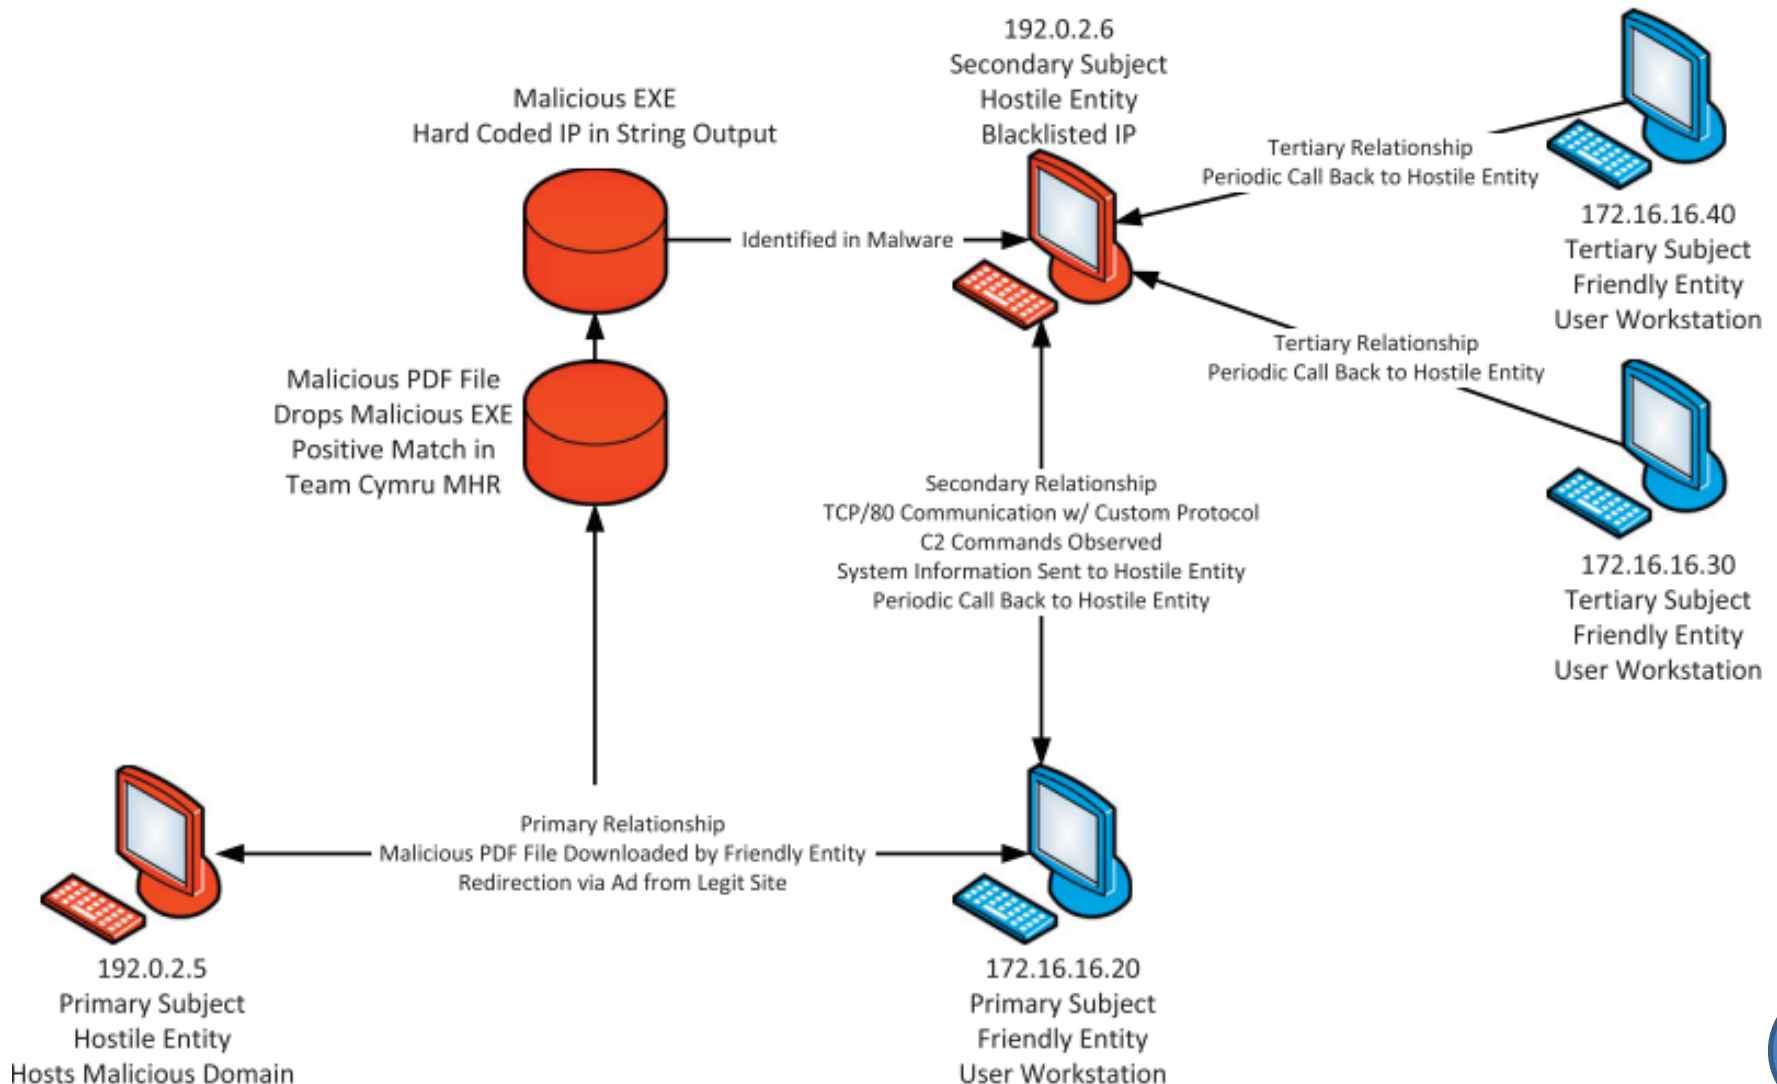 192.0.2.6
Secondary Subject
Hostile Entity
Blacklisted IP
Malicious EXE
Hard Coded IP in String Output
Tertiary Relationship
Periodic Call Back to Hostile Entity
172.16.16.40
Tertiary Subject
Friendly Entity
User Workstation
Identified in Malware
Tertiary Relationship
Periodic Call Back to Hostile Entity
Malicious PDF File
Drops Malicious EXE
Positive Match in
Team Cymru MHR
Secondary Relationship
TCP/80 Communication w/ Custom Protocol
C2 Commands Observed
System Information Sent to Hostile Entity
Periodic Call Back to Hostile Entity
172.16.16.30
Tertiary Subject
Friendly Entity
User Workstation
Primary Relationship
Malicious PDF File Downloaded by Friendly Entity
Redirection via Ad from Legit Site
192.0.2.5
Primary Subject
Hostile Entity
Hosts Malicious Domain
172.16.16.20
Primary Subject
Friendly Entity
User Workstation